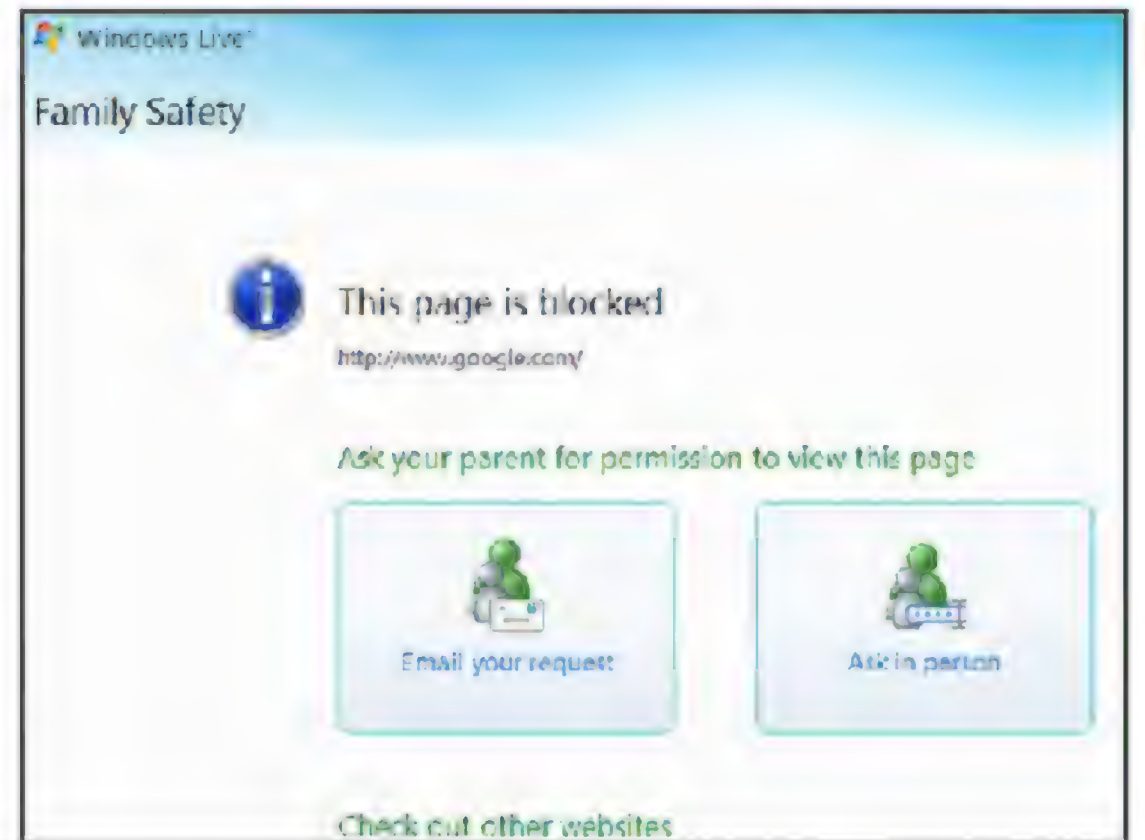 Windows Live
Family Safety
This page is blocked
http://www.google.com/
Ask your parent for permission to view this page
Email your request
Ask in person
Check out other websites